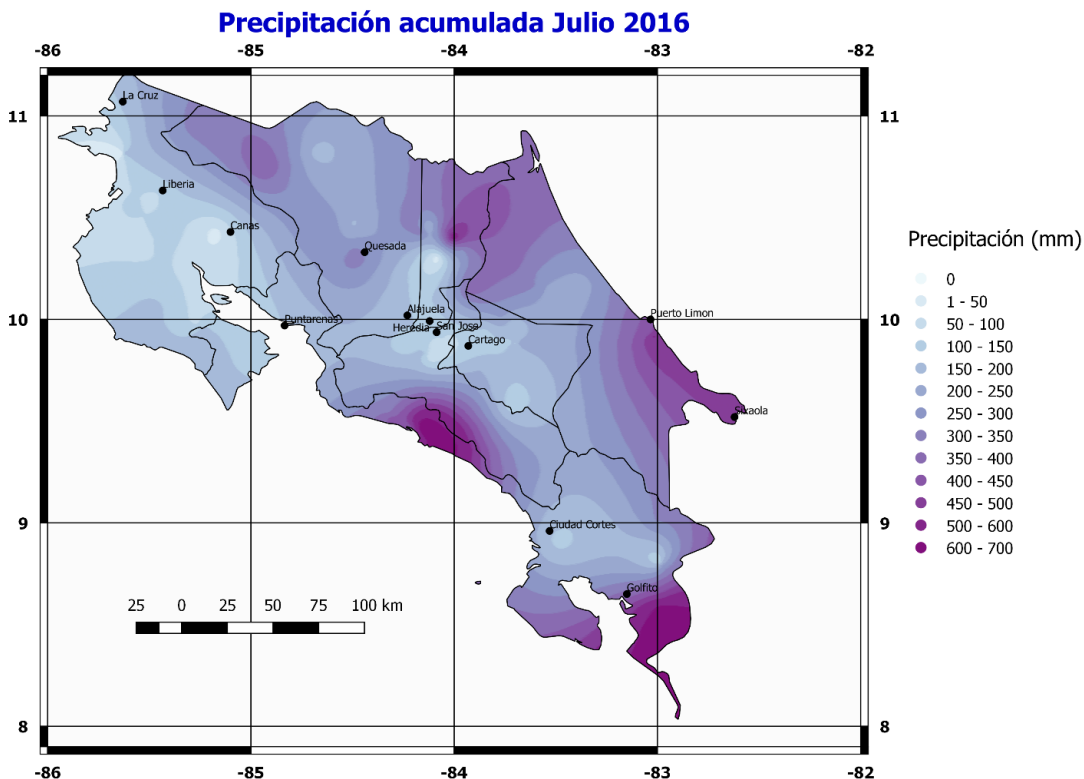 Precipitación acumulada Julio 2016
-86 -85 -84 -83 -82
La Cruz
11 11
Liberia
Canas
Quesada
Precipitación (mm)
0
1 - 50
50 - 100
100 - 150
150 - 200
200 - 250
250 - 300
300 - 350
350 - 400
400 - 450
450 - 500
500 - 600
600 - 700
Alajuela
Puntarenas
Puerto Limon
10 10
Heredia San Jose
Cartago
Sixaola
9 9
Ciudad Cortes
Golfito
25 0 25 50 75 100 km
8 8
-86 -85 -84 -83 -82